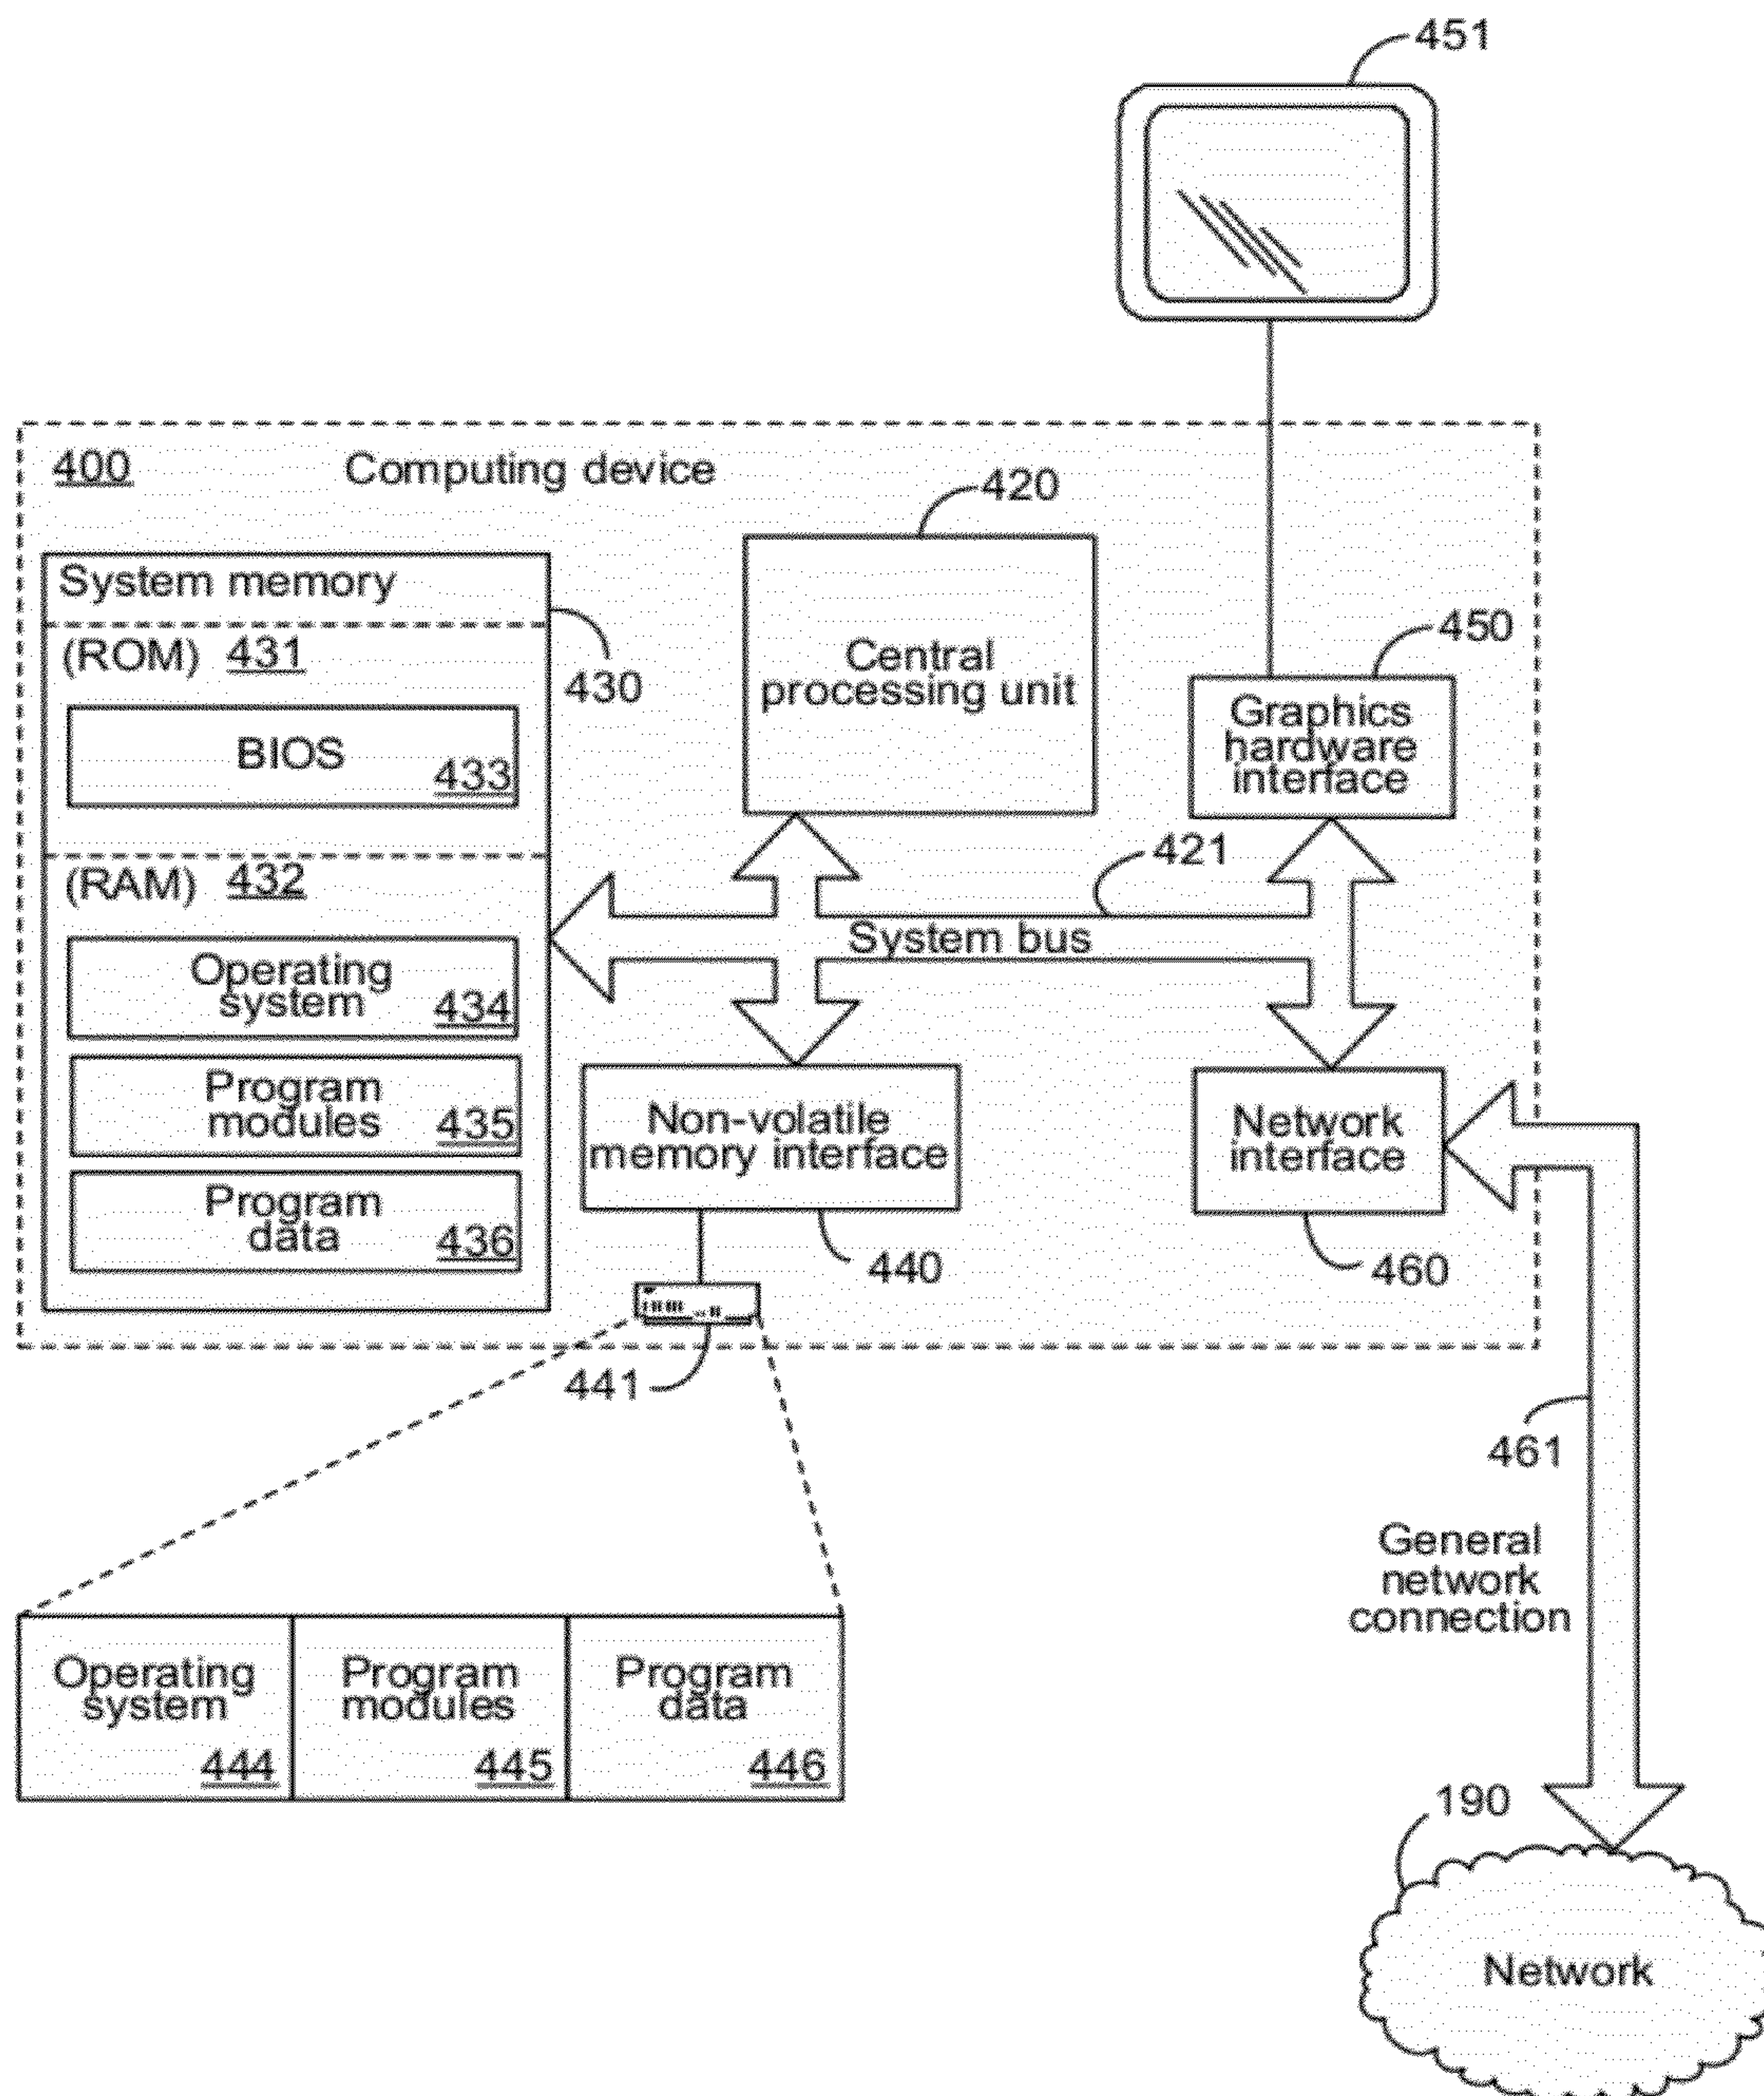 451
400 Computing device
420
System memory
(ROM) 431
430
BIOS
433
Central
processing unit
450
Graphics
hardware
interface
(RAM) 432
421
System bus
Operating
system 434
Program
modules 435
Program
data 436
Non-volatile
memory interface
440
441
Network
interface
460
461
General
network
connection
Operating
system
444
Program
modules
445
Program
data
446
190
Network